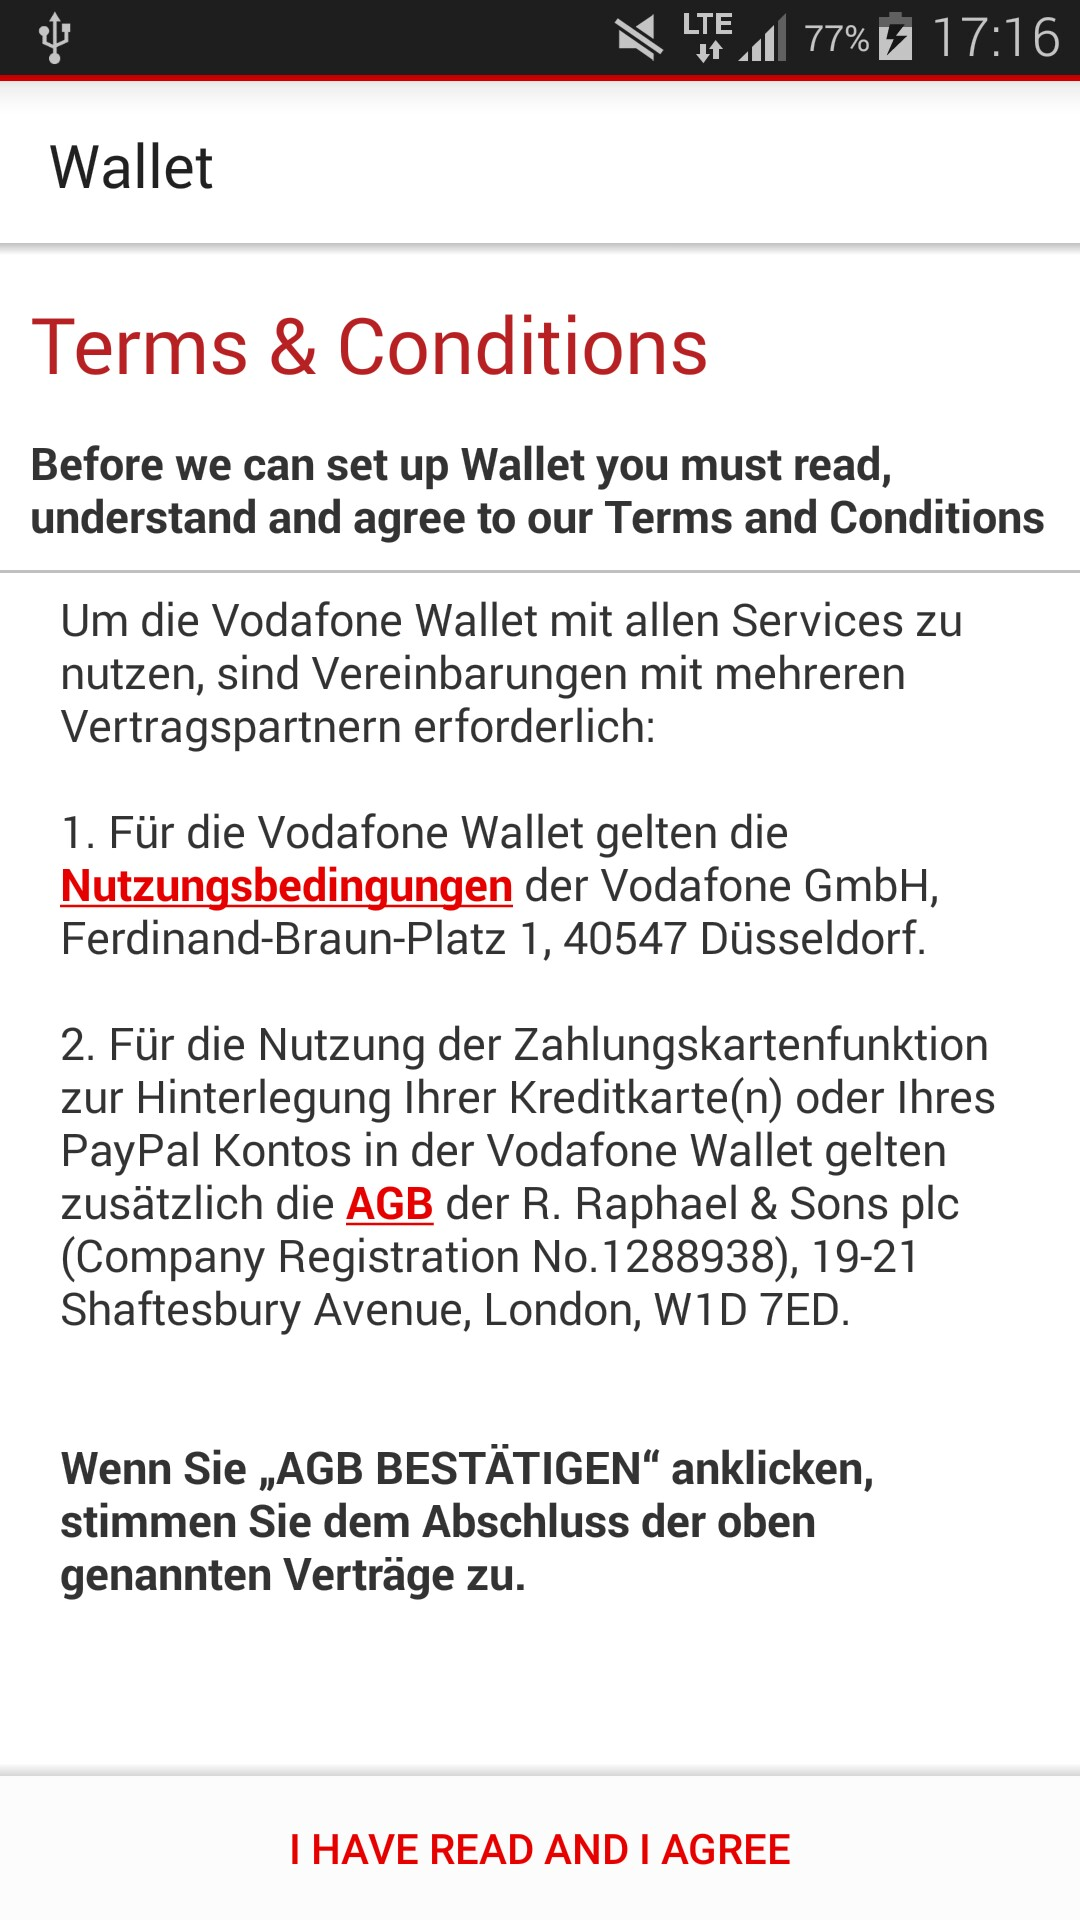 LTE 77% 17:16
Wallet
Terms & Conditions
Before we can set up Wallet you must read,
understand and agree to our Terms and Conditions
Um die Vodafone Wallet mit allen Services zu
nutzen, sind Vereinbarungen mit mehreren
Vertragspartnern erforderlich:
1. Für die Vodafone Wallet gelten die
Nutzungsbedingungen der Vodafone GmbH,
Ferdinand-Braun-Platz 1, 40547 Düsseldorf.
2. Für die Nutzung der Zahlungskartenfunktion
zur Hinterlegung Ihrer Kreditkarte(n) oder Ihres
PayPal Kontos in der Vodafone Wallet gelten
zusätzlich die AGB der R. Raphael & Sons plc
(Company Registration No.1288938), 19-21
Shaftesbury Avenue, London, W1D 7ED.
Wenn Sie „AGB BESTÄTIGEN“ anklicken,
stimmen Sie dem Abschluss der oben
genannten Verträge zu.
I HAVE READ AND I AGREE